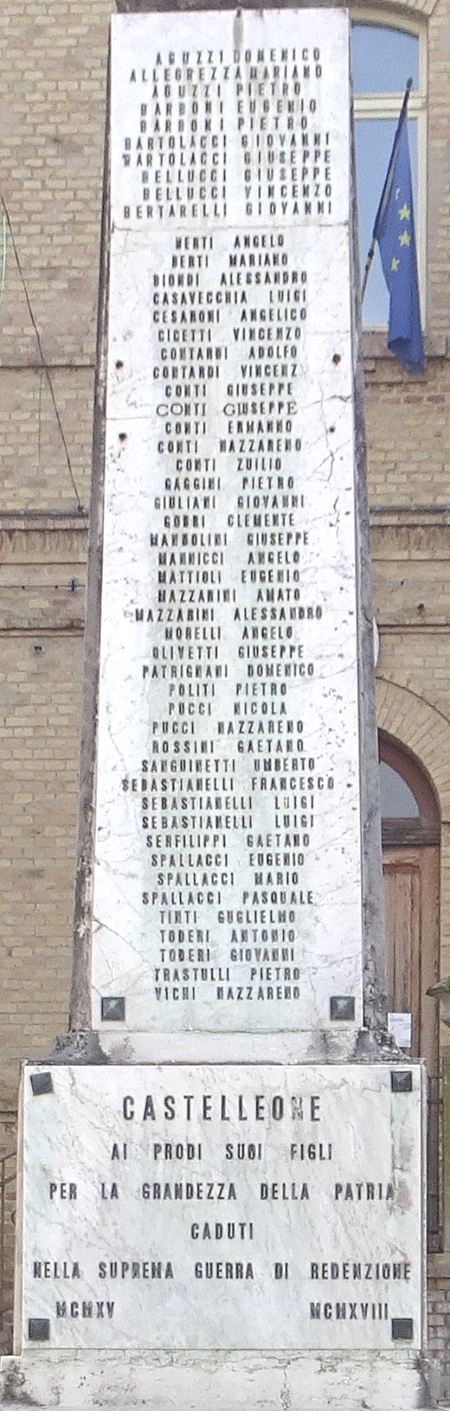 AGUZZI DOMENICO
ALLEGREZZA MARIANO
AGUZZI PIETRO
BARBONI EUGENIO
BARBONI PIETRO
BARTOLACCI GIOVANNI
BARTOLACCI GIUSEPPE
BELLUCCI GIUSEPPE
BELLUCCI VINCENZO
BERTARELLI GIOVANNI
BERTI ANGELO
BERTI MARIANO
BIONDI ALESSANDRO
CASAVECCHIA LUIGI
CESARONI ANGELICO
CICETTI VINCENZO
CONTARDI ADOLFO
CONTARDI VINCENZO
CONTI GIUSEPPE
CONTI GIUSEPPE
CONTI ERMANNO
CONTI NAZZARENO
CONTI ZUILIO
GAGGINI PIETRO
GIULIANI GIOVANNI
GOBBI CLEMENTE
MANDOLINI GIUSEPPE
MANNICCI ANGELO
MATTIOLI EUGENIO
MAZZARINI AMATO
MAZZARINI ALESSANDRO
MORELLI ANGELO
OLIVETTI GIUSEPPE
PATRIGNANI DOMENICO
POLITI PIETRO
PUCCI NICOLA
PUCCI NAZZARENO
ROSSINI GAETANO
SANGUINETTI UMBERTO
SEBASTIANELLI FRANCESCO
SEBASTIANELLI LUIGI
SEBASTIANELLI LUIGI
SERFILIPPI GAETANO
SPALLACCI EUGENIO
SPALLACCI MARIO
SPALLACCI PASQUALE
TINTI GUGLIELMO
TODERI ANTONIO
TODERI GIOVANNI
TRASTULLI PIETRO
VICHI NAZZARENO
CASTELLEONE
AI PRODI SUOI FIGLI
PER LA GRANDEZZA DELLA PATRIA
CADUTI
NELLA SUPREMA GUERRA DI REDENZIONE
MCMXV MCMXVIII